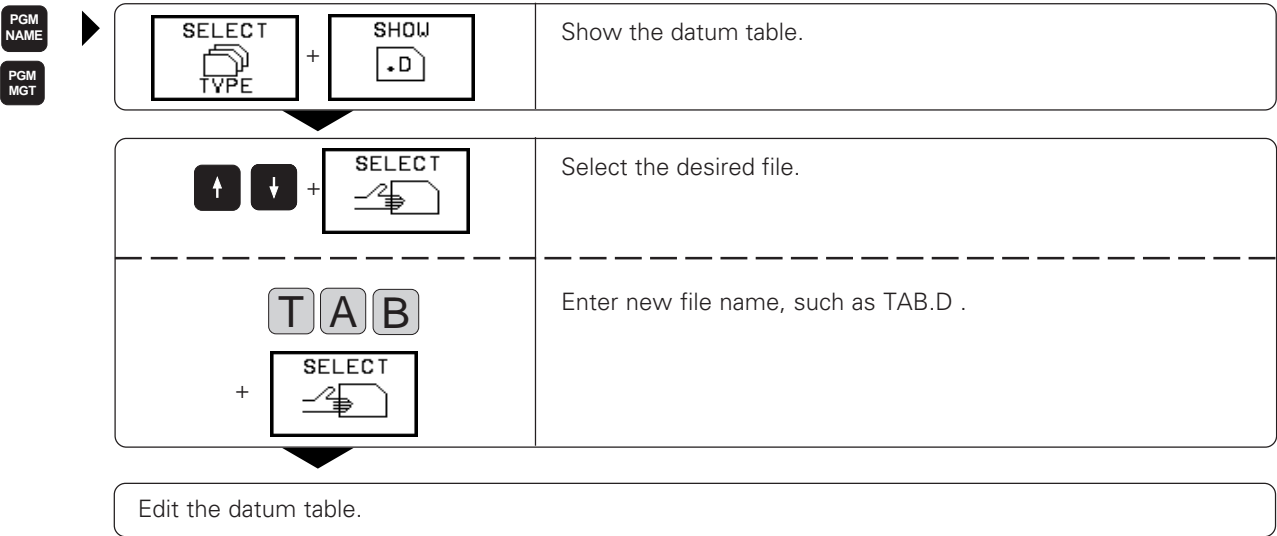 PGM
NAME
PGM
MGT
SELECT
TYPE
+
SHOW
.D
Show the datum table.
+
SELECT
Select the desired file.
T A B
+
SELECT
Enter new file name, such as TAB.D .
Edit the datum table.